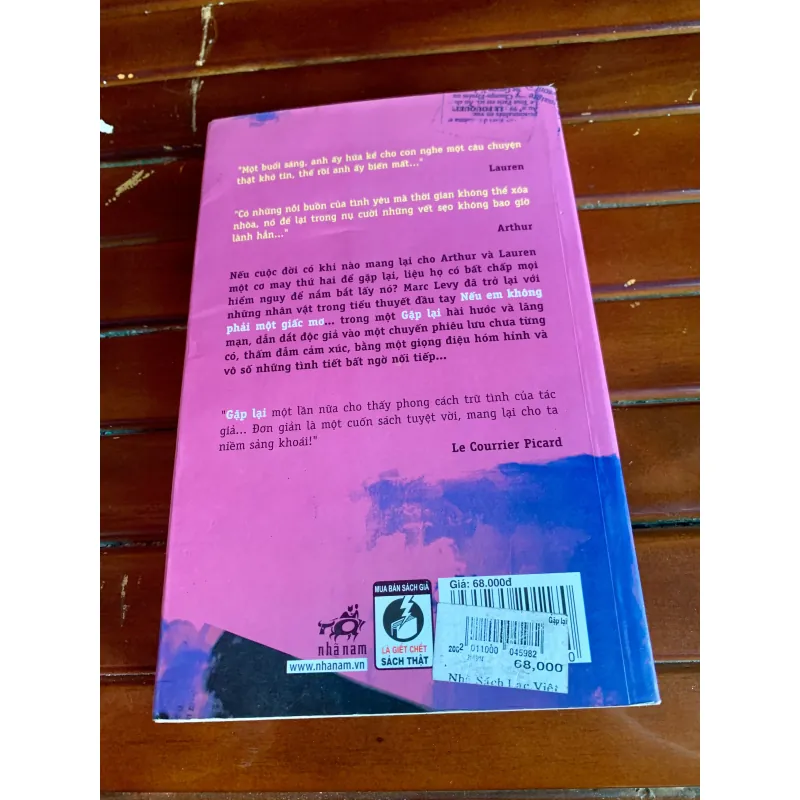 LE FOUQUET
"Một buổi sáng, anh ấy hứa kể cho con nghe một câu chuyện
thật khó tin, thế rồi anh ấy biến mất..."
Lauren
"Có những nỗi buồn của tình yêu mà thời gian không thể xóa
nhòa, nó để lại trong nụ cười những vết sẹo không bao giờ
lành hẳn..."
Arthur
Nếu cuộc đời có khi nào mang lại cho Arthur và Lauren
một cơ may thứ hai để gặp lại, liệu họ có bất chấp mọi
hiểm nguy để nắm bắt lấy nó? Marc Levy đã trở lại với
những nhân vật trong tiểu thuyết đầu tay Nếu em không
phải một giấc mơ... trong một Gặp lại hài hước và lãng
mạn, dẫn dắt độc giả vào một chuyến phiêu lưu chưa từng
có, thấm đẫm cảm xúc, bằng một giọng điệu hóm hỉnh và
vô số những tình tiết bất ngờ nối tiếp...
"Gặp lại một lần nữa cho thấy phong cách trữ tình của tác
giả... Đơn giản là một cuốn sách tuyệt vời, mang lại cho ta
niềm sảng khoái!"
Le Courrier Picard
nhã nam
www.nhanam.vn
MUA BÁN SÁCH GIẢ
LÀ GIẾT CHẾT
SÁCH THẬT
Giá: 68.000đ
Gặp lại
2002 011000 045982
68,000
Nhà Sách Lạc Việt